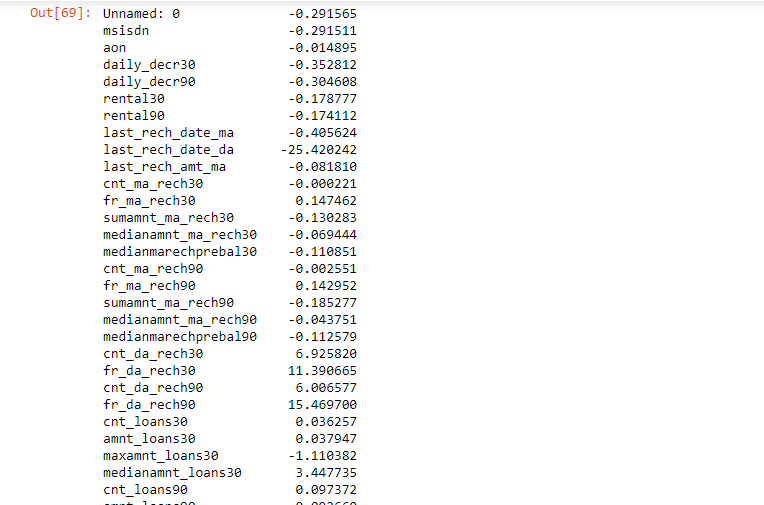 Out[69]: Unnamed: 0 -0.291565
msisdn -0.291511
aon -0.014895
daily_decr30 -0.352812
daily_decr90 -0.304608
rental30 -0.178777
rental90 -0.174112
last_rech_date_ma -0.405624
last_rech_date_da -25.420242
last_rech_amt_ma -0.081810
cnt_ma_rech30 -0.000221
fr_ma_rech30 0.147462
sumamnt_ma_rech30 -0.130283
medianamnt_ma_rech30 -0.069444
medianmarechprebal30 -0.110851
cnt_ma_rech90 -0.002551
fr_ma_rech90 0.142952
sumamnt_ma_rech90 -0.185277
medianamnt_ma_rech90 -0.043751
medianmarechprebal90 -0.112579
cnt_da_rech30 6.925820
fr_da_rech30 11.390665
cnt_da_rech90 6.006577
fr_da_rech90 15.469700
cnt_loans30 0.036257
amnt_loans30 0.037947
maxamnt_loans30 -1.110382
medianamnt_loans30 3.447735
cnt_loans90 0.097372